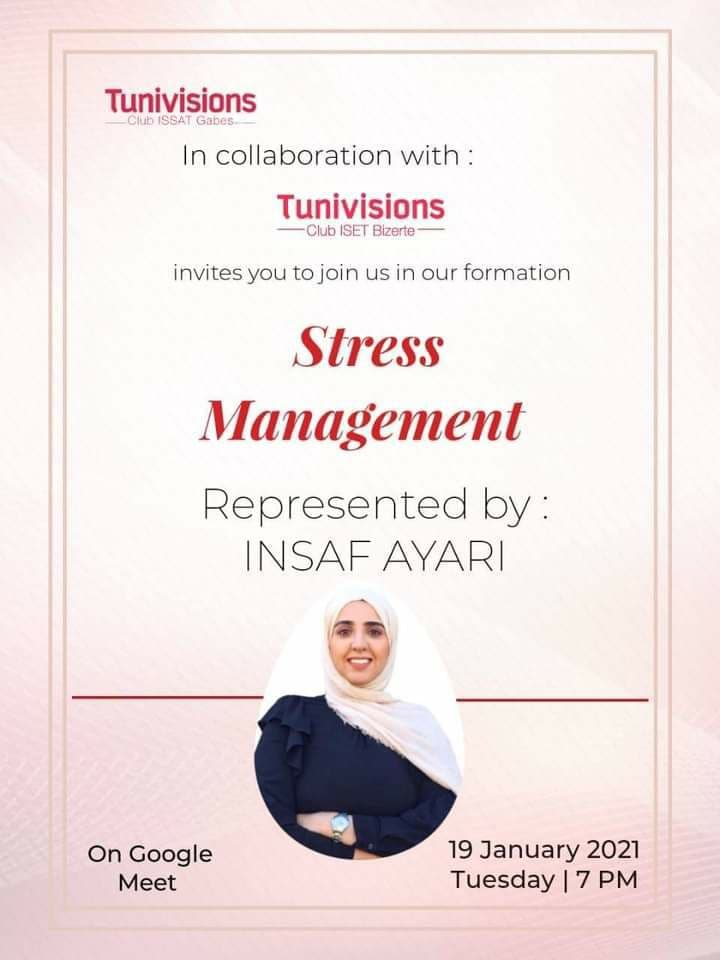 Tunivisions
Club ISSAT Gabes
In collaboration with :
Tunivisions
Club ISET Bizerte
invites you to join us in our formation
Stress
Management
Represented by :
INSAF AYARI
On Google
Meet
19 January 2021
Tuesday | 7 PM